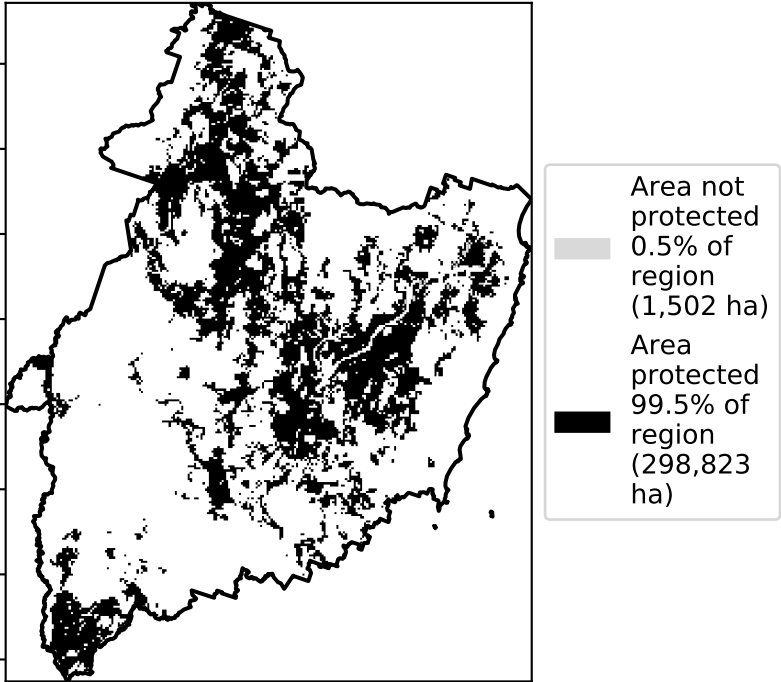 Area not
protected
0.5% of
region
(1,502 ha)
Area
protected
99.5% of
region
(298,823
ha)